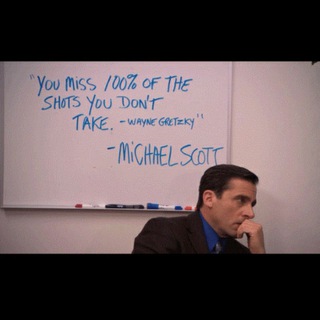 "YOU MiSS 100% OF THE
SHOTS YOU DON'T
TAKE. - WAYNE GRETZKY"
- MiCHAEL SCOTT